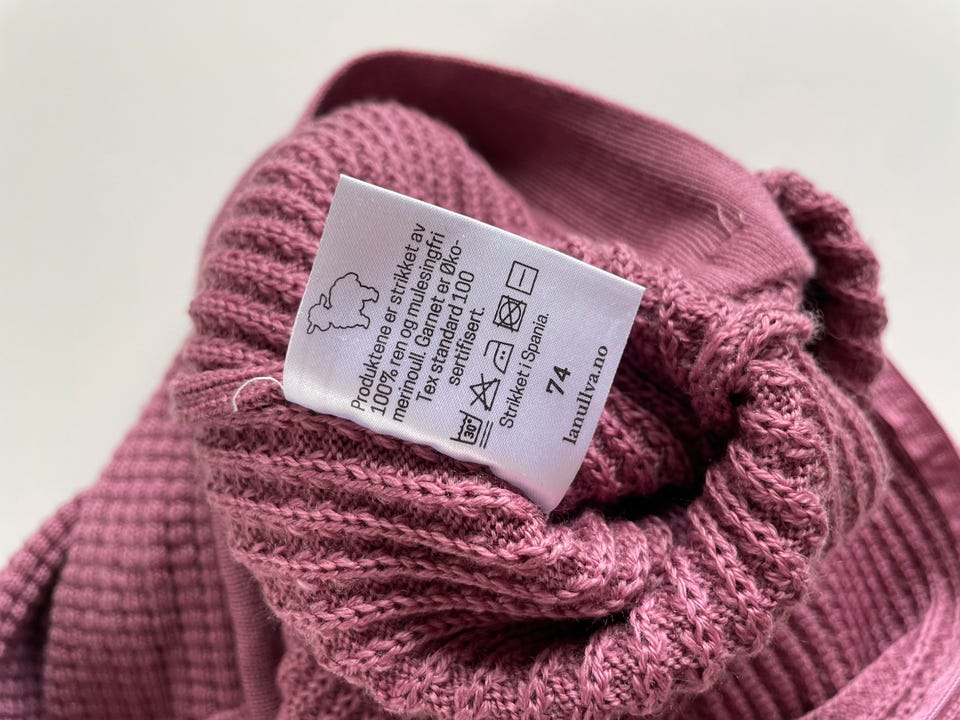 Produktene er strikket av
100% ren og mulesingfri
merinoull. Garnet er Øko-
Tex standard 100
sertifisert.
30°
Strikket i Spania.
74
lanullva.no